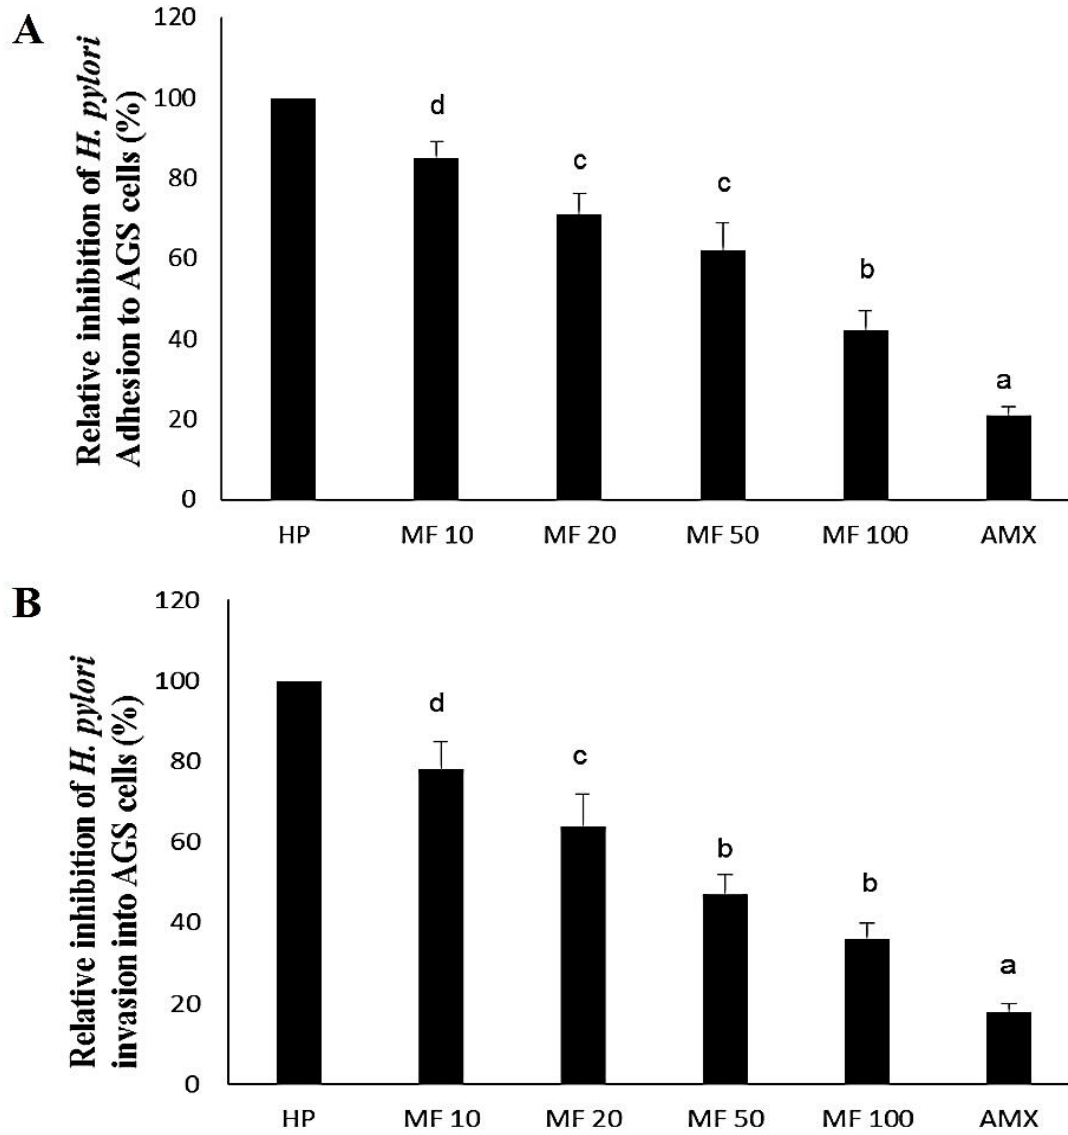 A
Relative inhibition of H. pylori
Adhesion to AGS cells (%)
120
100
80
60
40
20
0
d
c
c
b
a
HP MF 10 MF 20 MF 50 MF 100 AMX
B
Relative inhibition of H. pylori
invasion into AGS cells (%)
120
100
80
60
40
20
0
d
c
b
b
a
HP MF 10 MF 20 MF 50 MF 100 AMX